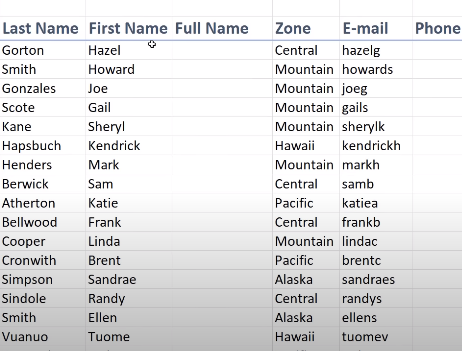 Last Name First Name Full Name Zone E-mail Phone
Gorton Hazel Central hazelg
Smith Howard Mountain howards
Gonzales Joe Mountain joeg
Scote Gail Mountain gails
Kane Sheryl Mountain sherylk
Hapsbuch Kendrick Hawaii kendrickh
Henders Mark Mountain markh
Berwick Sam Central samb
Atherton Katie Pacific katiea
Bellwood Frank Central frankb
Cooper Linda Mountain lindac
Cronwith Brent Pacific brentc
Simpson Sandrae Alaska sandraes
Sindole Randy Central randys
Smith Ellen Alaska ellens
Vuanuo Tuome Hawaii tuomev